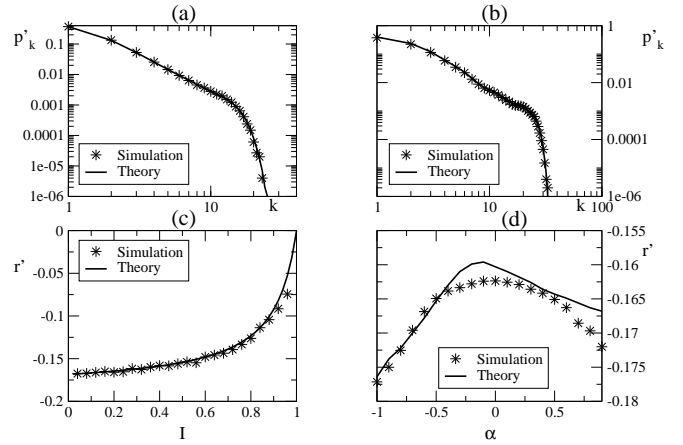 (a)
(b)
p'k
p'k
0.1
0.01
0.001
0.0001
1e-05
1e-06
1
10
k
Simulation
Theory
1
0.01
0.0001
1e-06
1
10
k
100
Simulation
Theory
(c)
(d)
r'
r'
0
-0.05
-0.1
-0.15
-0.2
0
0.2
0.4
0.6
0.8
1
I
Simulation
Theory
-0.155
-0.16
-0.163
-0.165
-0.17
-0.175
-0.18
-1
-0.5
0
0.5
α
Simulation
Theory